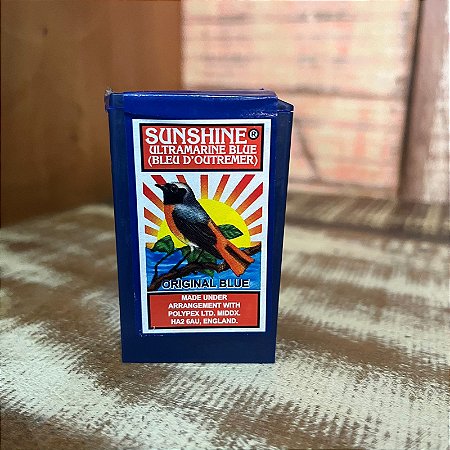 SUNSHINE®
ULTRAMARINE BLUE
(BLEU D'OUTREMER)
ORIGINAL BLUE
MADE UNDER
ARRANGEMENT WITH
POLYPEX LTD. MIDDX.
HA2 6AU, ENGLAND.